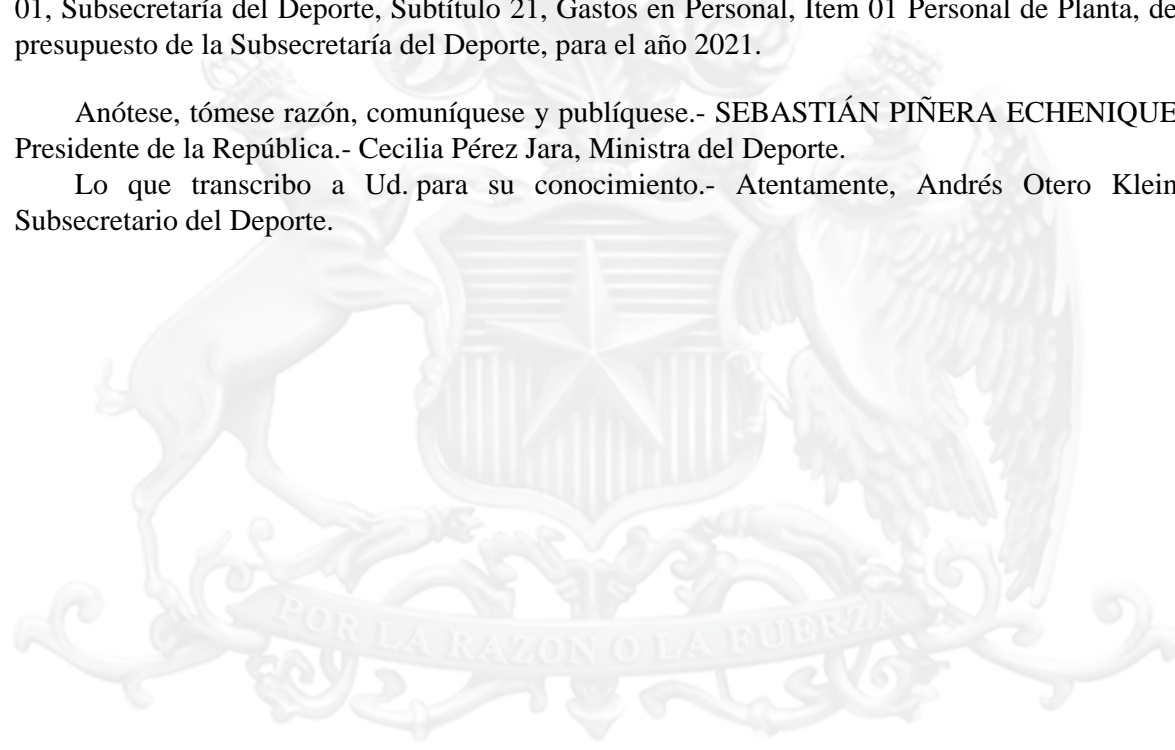 01, Subsecretaría del Deporte, Subtítulo 21, Gastos en Personal, Ítem 01 Personal de Planta, de
presupuesto de la Subsecretaría del Deporte, para el año 2021.
Anótese, tómese razón, comuníquese y publíquese.- SEBASTIÁN PIÑERA ECHENIQUE
Presidente de la República.- Cecilia Pérez Jara, Ministra del Deporte.
Lo que transcribo a Ud. para su conocimiento.- Atentamente, Andrés Otero Klein
Subsecretario del Deporte.
POR LA RAZON O LA FUERZA